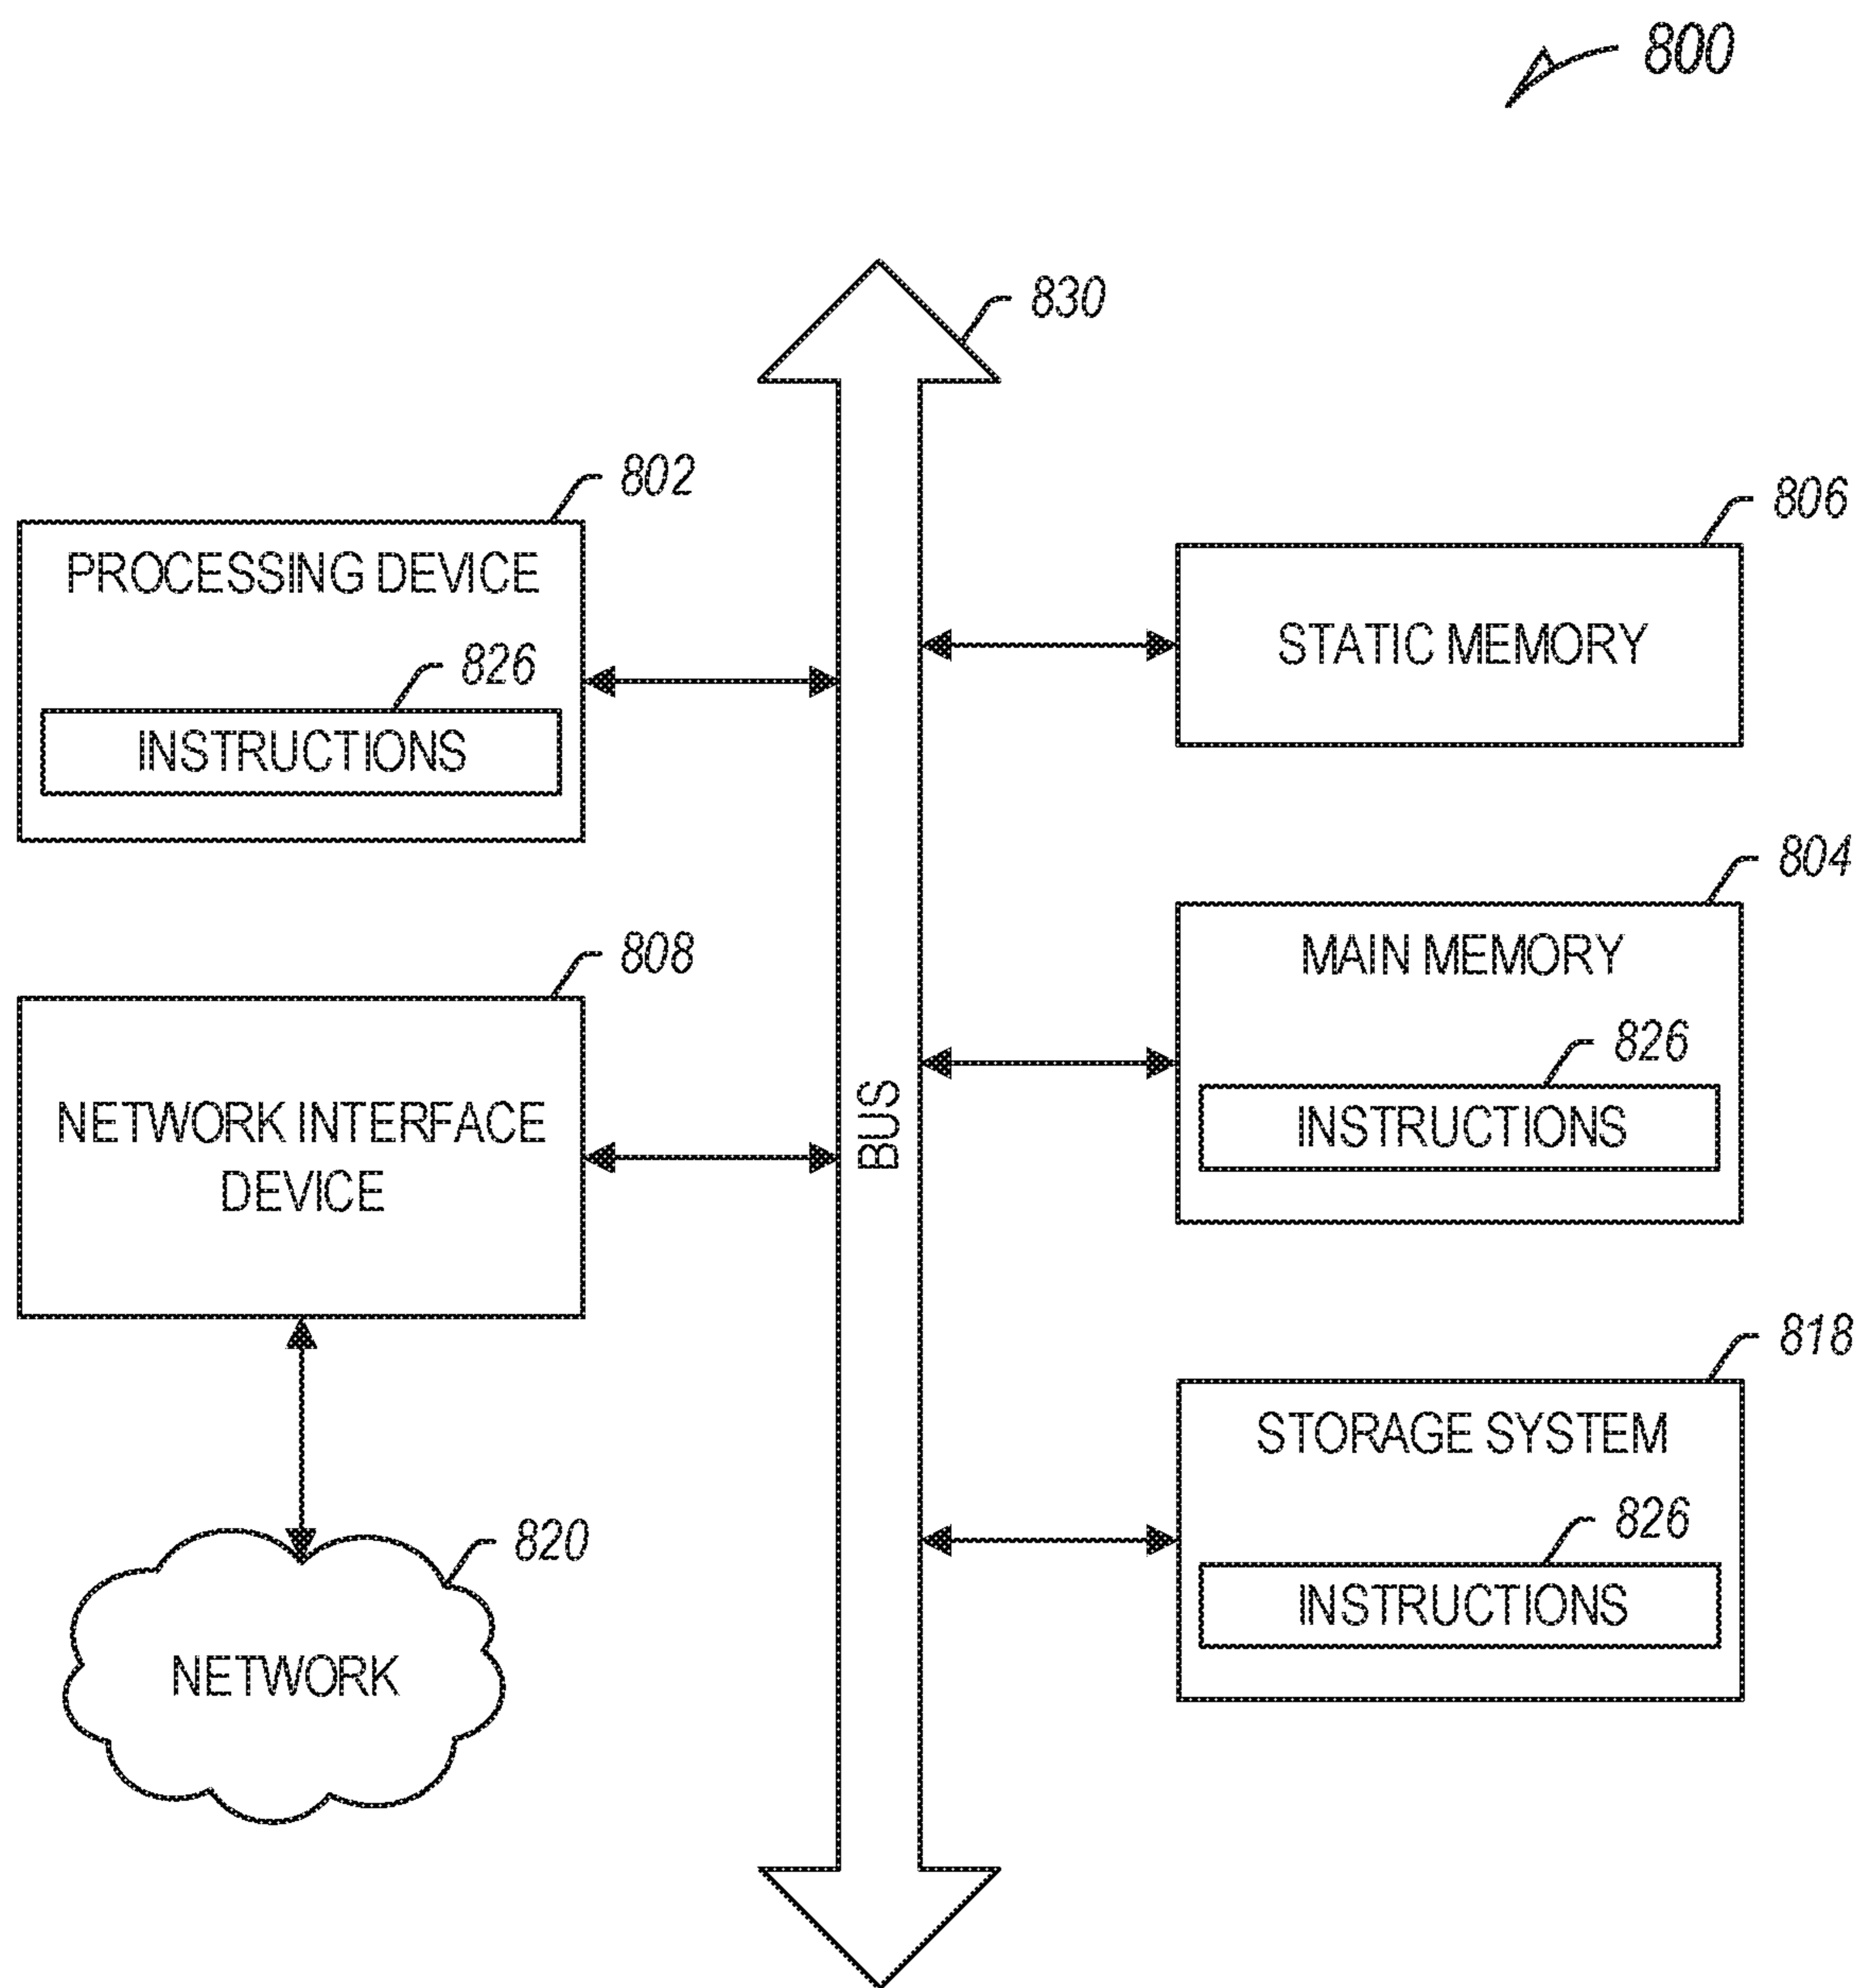 800
830
802
PROCESSING DEVICE
826
INSTRUCTIONS
806
STATIC MEMORY
804
MAIN MEMORY
826
INSTRUCTIONS
808
NETWORK INTERFACE
DEVICE
BUS
818
STORAGE SYSTEM
826
INSTRUCTIONS
820
NETWORK